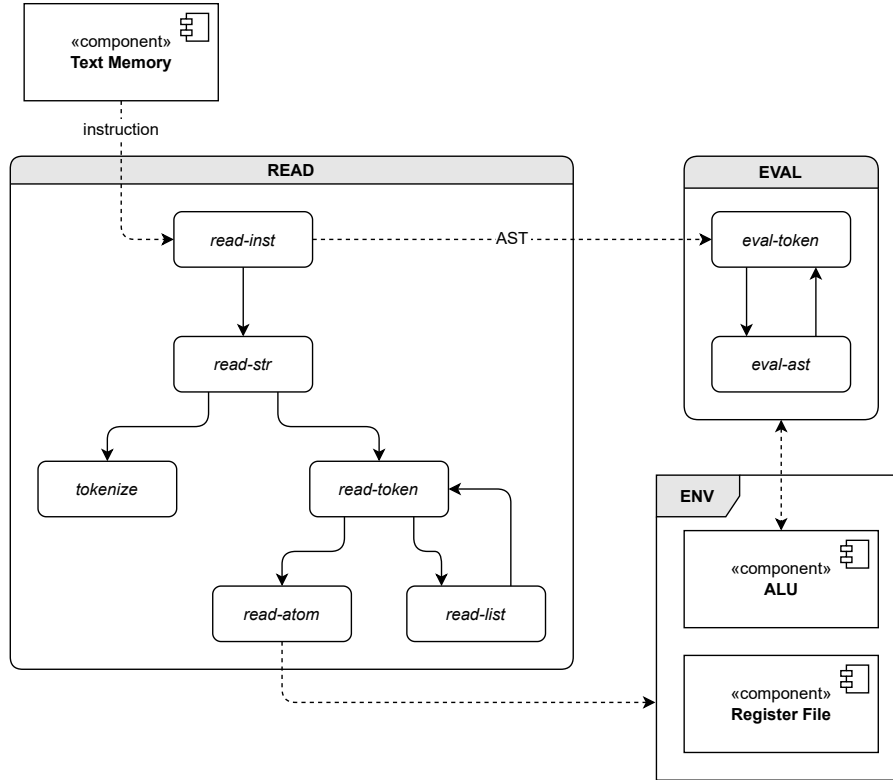 «component»
Text Memory
instruction
READ
EVAL
read-inst
AST
eval-token
read-str
eval-ast
tokenize
read-token
ENV
«component»
ALU
read-atom
read-list
«component»
Register File